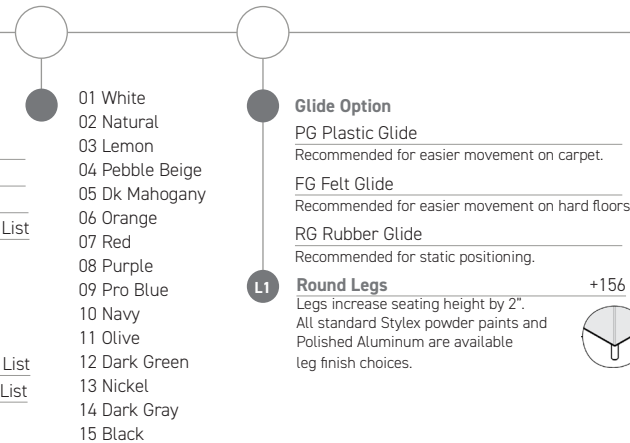 List
List
List
01 White
02 Natural
03 Lemon
04 Pebble Beige
05 Dk Mahogany
06 Orange
07 Red
08 Purple
09 Pro Blue
10 Navy
11 Olive
12 Dark Green
13 Nickel
14 Dark Gray
15 Black
Glide Option
PG Plastic Glide
Recommended for easier movement on carpet.
FG Felt Glide
Recommended for easier movement on hard floors
RG Rubber Glide
Recommended for static positioning.
L1 Round Legs +156
Legs increase seating height by 2”.
All standard Stylex powder paints and
Polished Aluminum are available
leg finish choices.